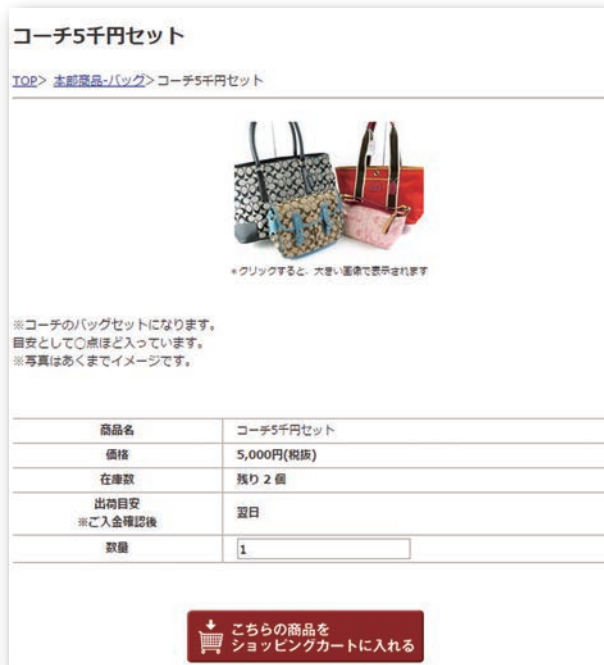 コーチ5千円セット
TOP> 本部商品-バッグ>コーチ5千円セット
*クリックすると、大きい画像で表示されます
※コーチのバッグセットになります。
目安として○点ほど入っています。
※写真はあくまでイメージです。
商品名 コーチ5千円セット
価格 5,000円(税抜)
在庫数 残り 2 個
出荷目安
※ご入金確認後 翌日
数量 1
こちらの商品を
ショッピングカートに入れる